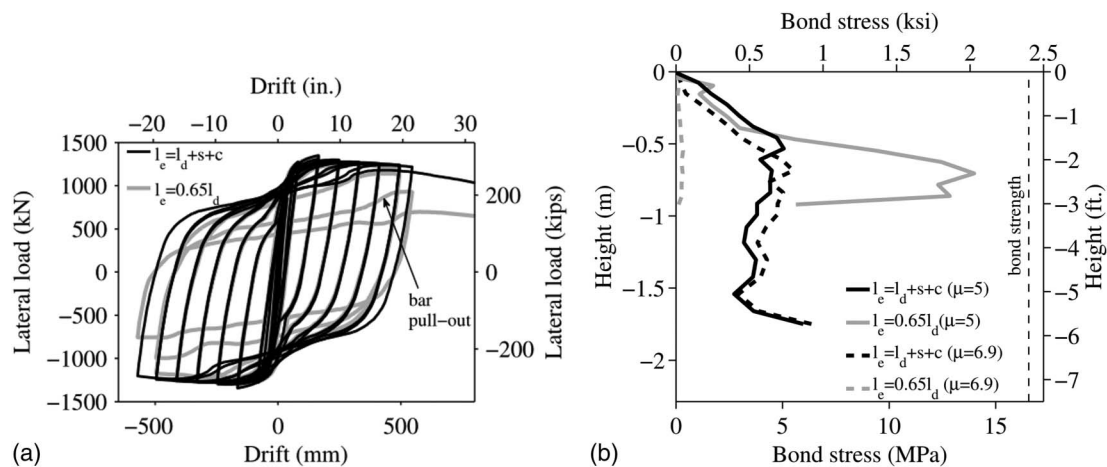 Drift (in.)
−20 −10 0 10 20 30
1500
1000
500
0
−500
−1000
−1500
Lateral load (kN)
l_e=l_d+s+c
l_e=0.65l_d
bar
pull−out
200
0
−200
Lateral load (kips)
−500 0 500
Drift (mm)
(a)
Bond stress (ksi)
0 0.5 1 1.5 2 2.5
0
−0.5
−1
−1.5
−2
Height (m)
bond strength
l_e=l_d+s+c (μ=5)
l_e=0.65l_d(μ=5)
l_e=l_d+s+c (μ=6.9)
l_e=0.65l_d (μ=6.9)
0
−1
−2
−3
−4
−5
−6
−7
Height (ft.)
0 5 10 15
Bond stress (MPa)
(b)